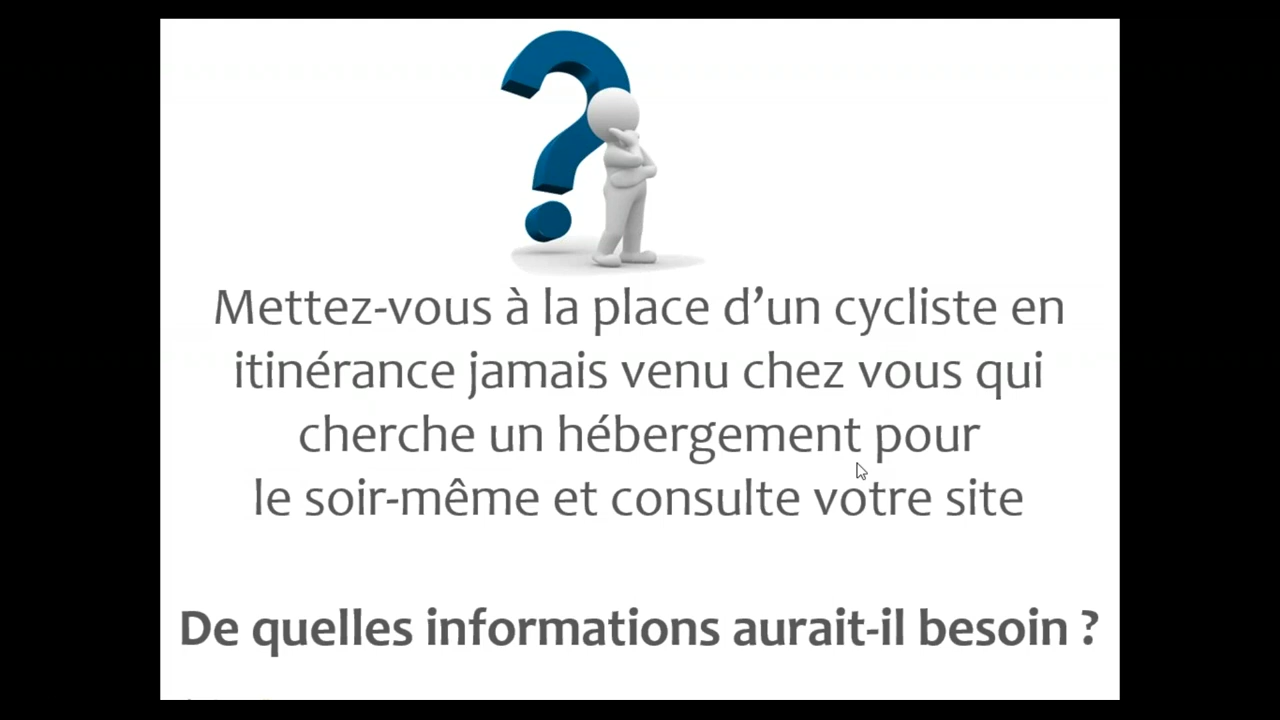 Mettez-vous à la place d’un cycliste en
itinérance jamais venu chez vous qui
cherche un hébergement pour
le soir-même et consulte votre site
De quelles informations aurait-il besoin ?